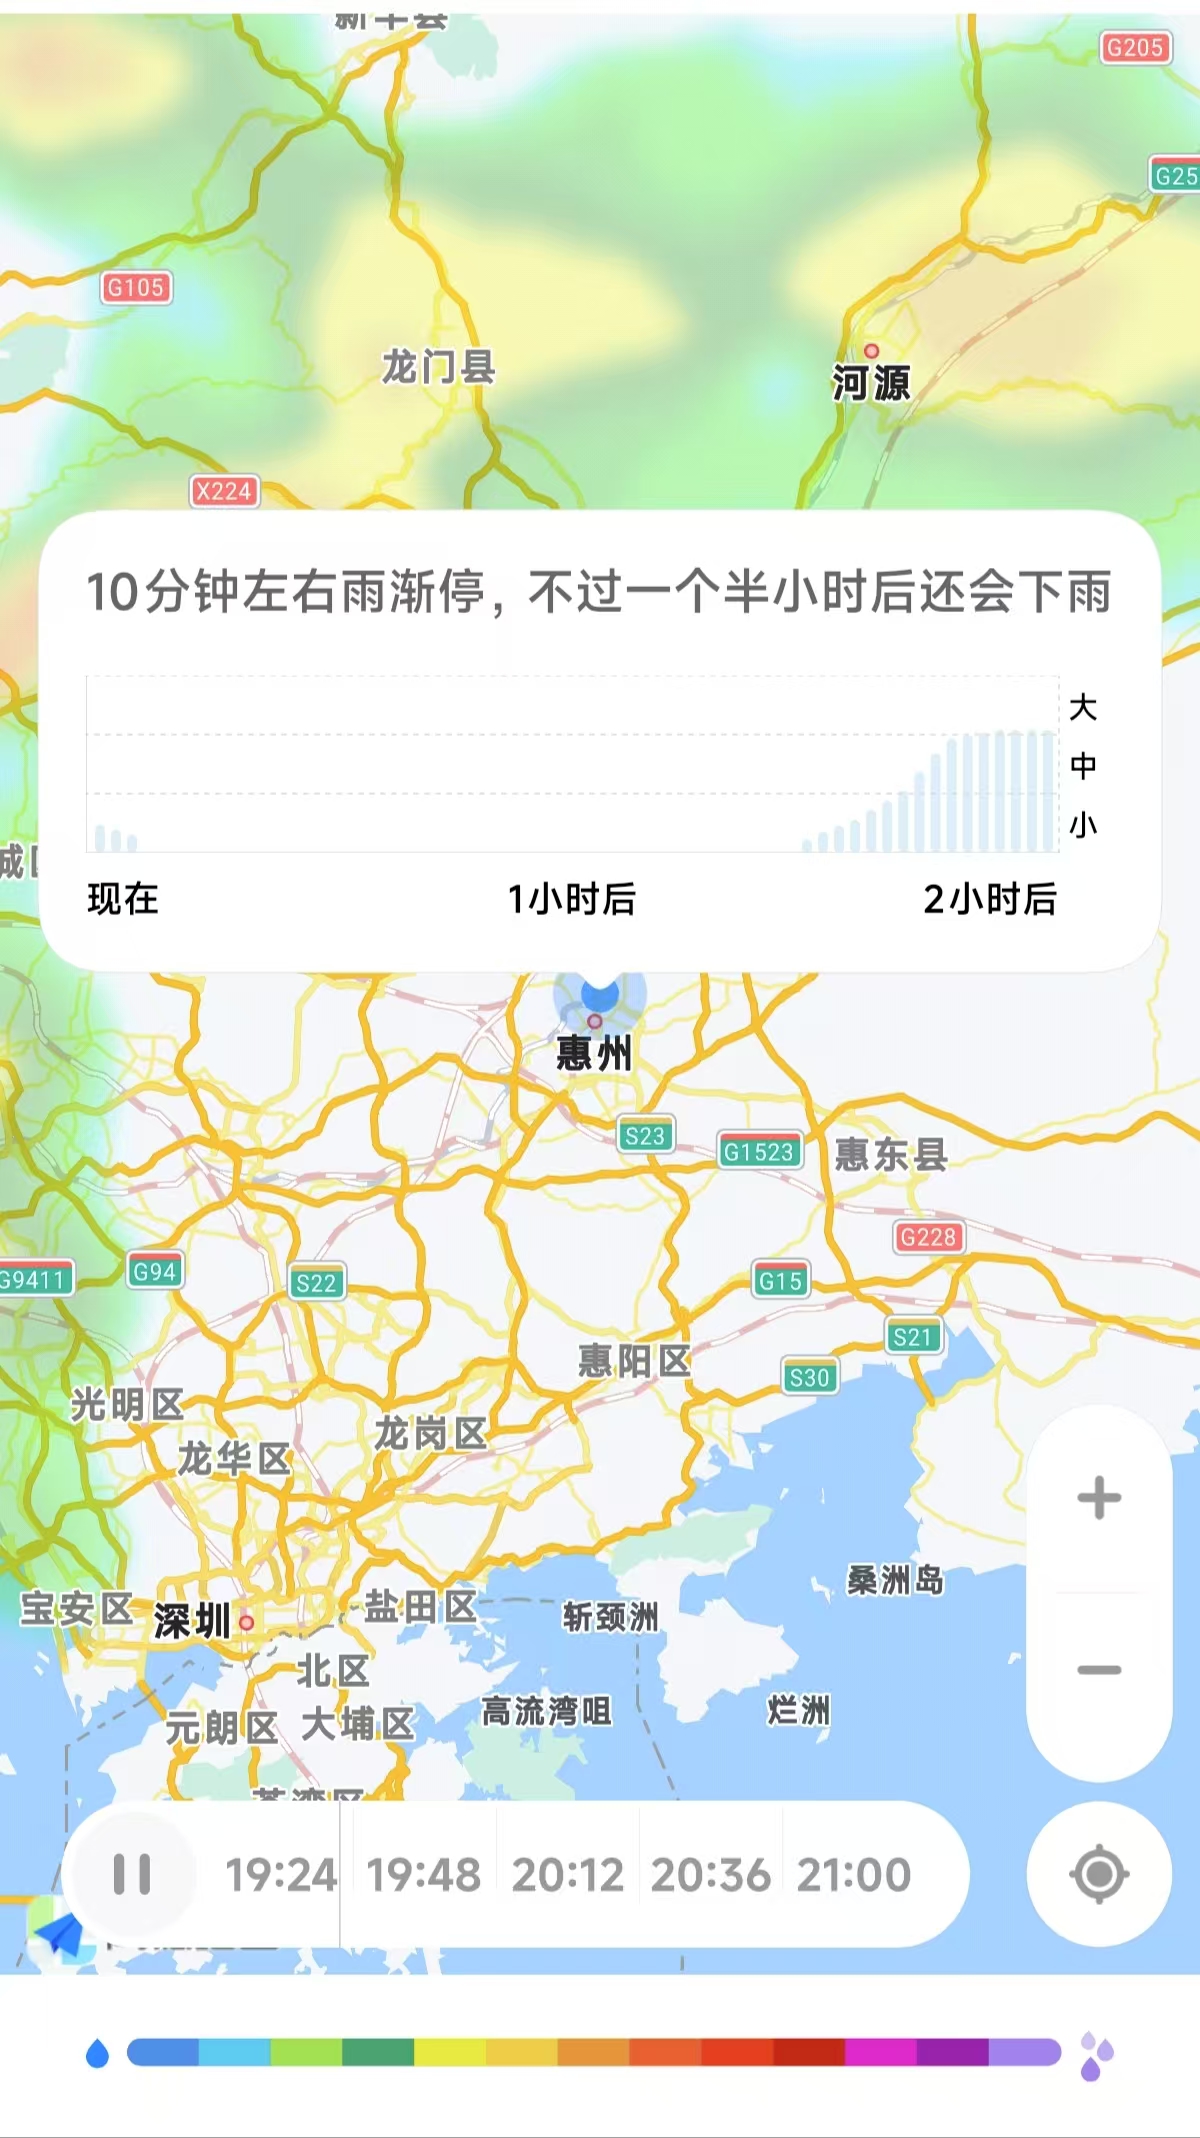 G205
G25
G105
龙门县
河源
X224
10分钟左右雨渐停，不过一个半小时后还会下雨
大
中
小
现在
1小时后
2小时后
惠州
S23
G1523
惠东县
G228
G9411
G94
S22
G15
S21
惠阳区
S30
光明区
龙岗区
龙华区
桑洲岛
宝安区
深圳
盐田区
斩颈洲
北区
元朗区
大埔区
高流湾咀
烂洲
19:24
19:48
20:12
20:36
21:00